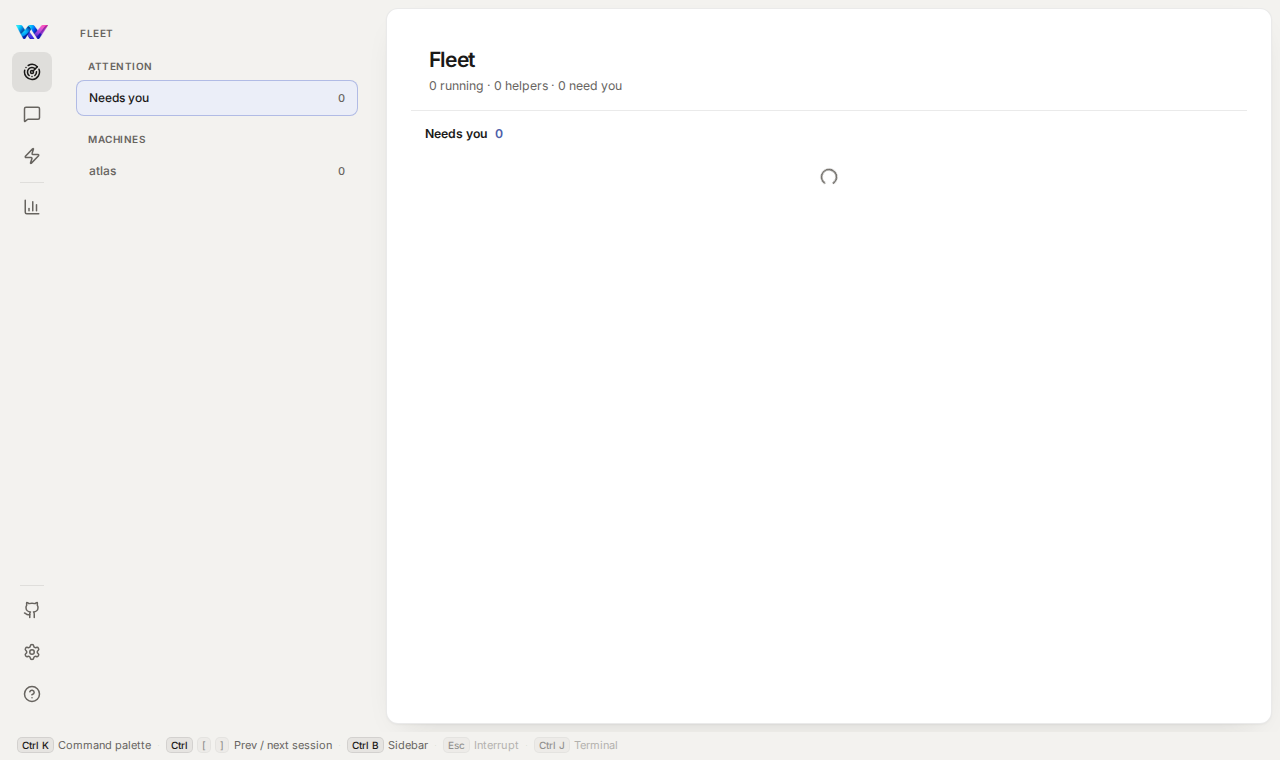 FLEET
ATTENTION
Needs you 0
MACHINES
atlas 0
Fleet
0 running · 0 helpers · 0 need you
Needs you 0
Ctrl K Command palette Ctrl [ ] Prev / next session Ctrl B Sidebar Esc Interrupt Ctrl J Terminal